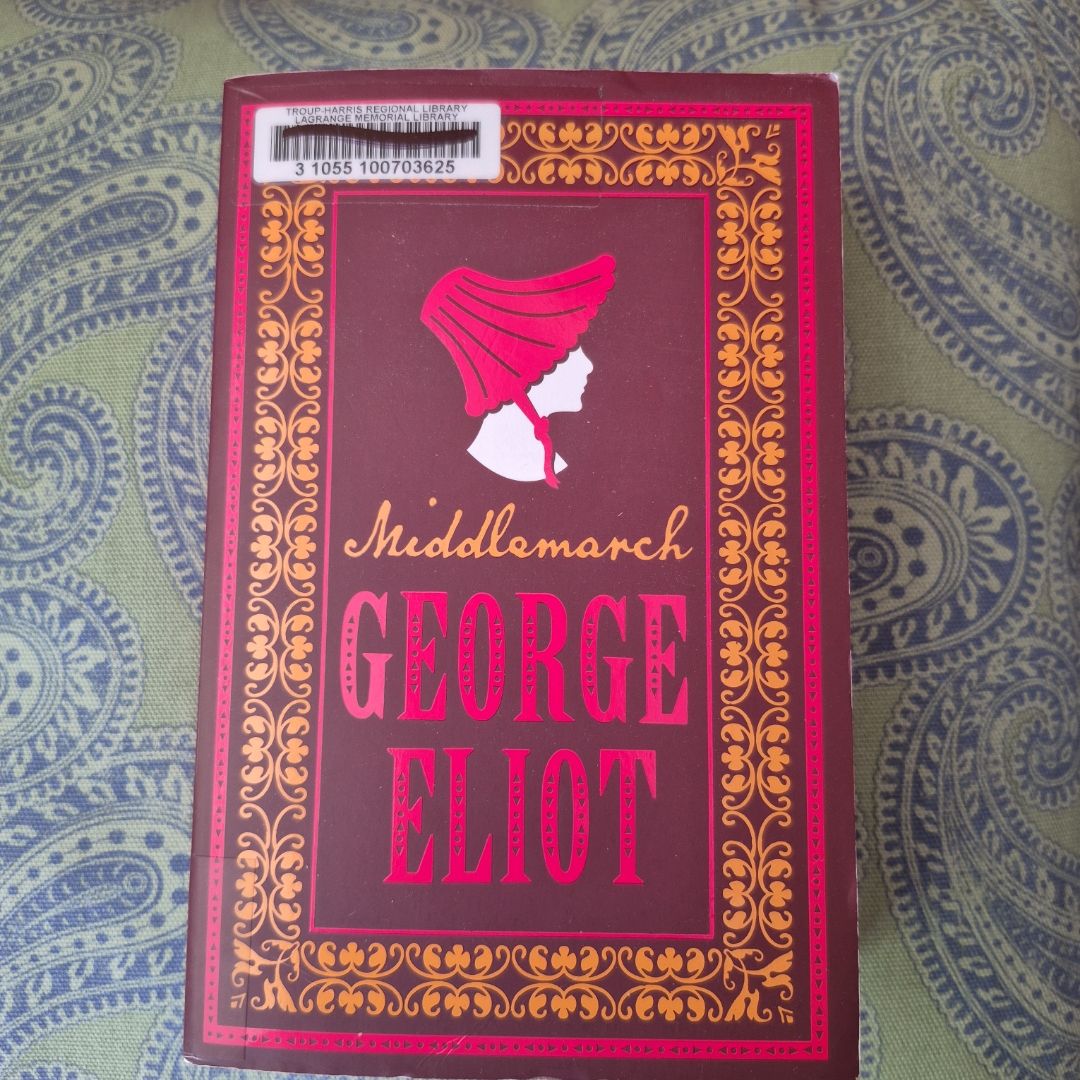 TROUP-HARRIS REGIONAL LIBRARY
LAGRANGE MEMORIAL LIBRARY
3 1055 100703625
Middlemarch
GEORGE
ELIOT